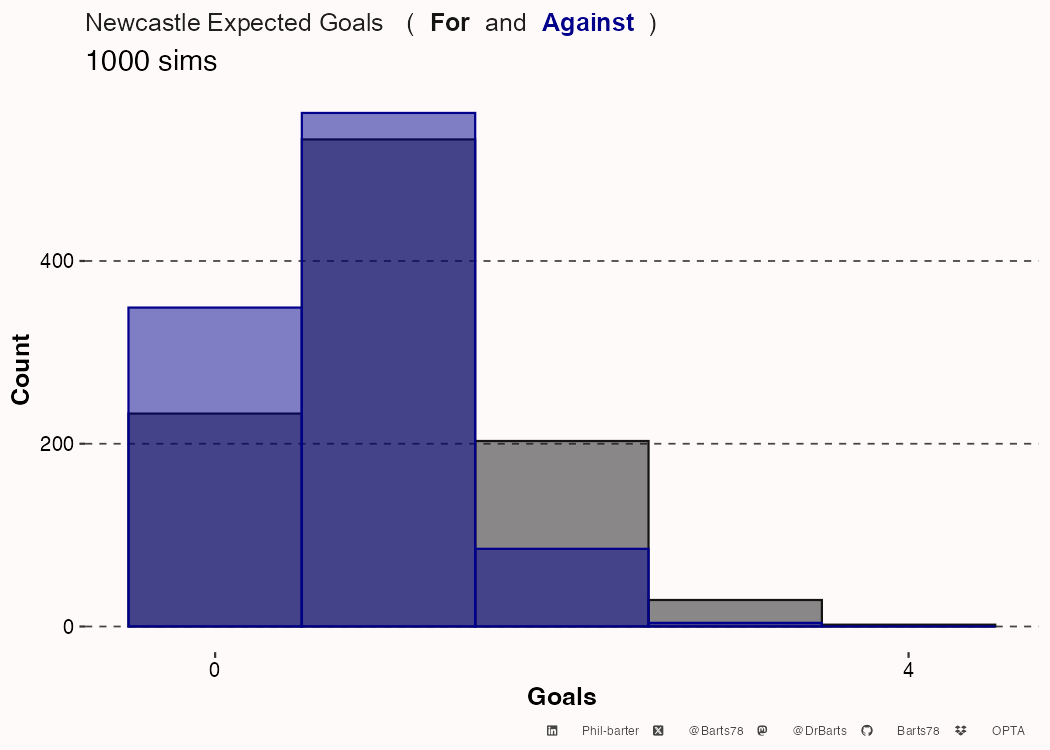 Newcastle Expected Goals ( For and Against )
1000 sims
Count
400
200
0
0 4
Goals
Phil-barter @Barts78 @DrBarts Barts78 OPTA